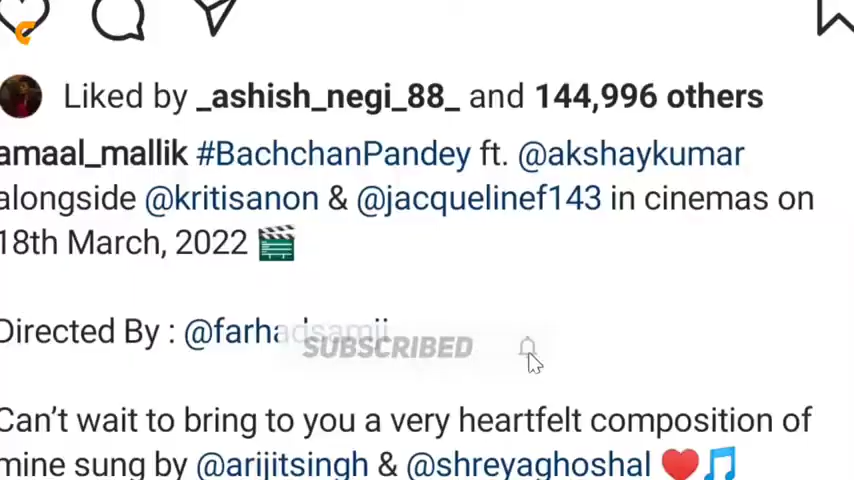 Liked by _ashish_negi_88_ and 144,996 others
amaal_mallik #BachchanPandey ft. @akshaykumar
alongside @kritisanon & @jacquelinef143 in cinemas on
18th March, 2022 🎬
Directed By : @farhadsamji
SUBSCRIBED
Can't wait to bring to you a very heartfelt composition of
mine sung by @arijitsingh & @shreyaghoshal ❤️🎵